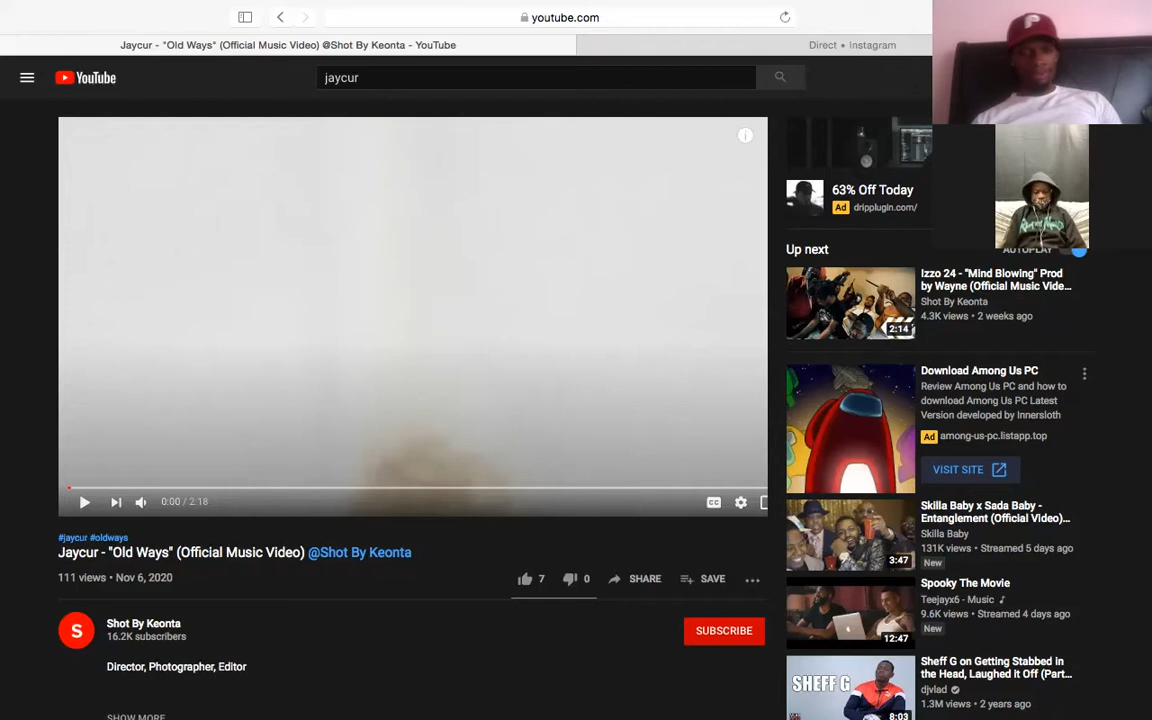 youtube.com
Jaycur - "Old Ways" (Official Music Video) @Shot By Keonta - YouTube
Direct • Instagram
YouTube
jaycur
63% Off Today
Ad dripplugin.com/
Up next
AUTOPLAY
Izzo 24 - "Mind Blowing" Prod
by Wayne (Official Music Vide...
Shot By Keonta
4.3K views • 2 weeks ago
2:14
Download Among Us PC
Review Among Us PC and how to
download Among Us PC Latest
Version developed by Innersloth
Ad among-us-pc.listapp.top
VISIT SITE
0:00 / 2:18
CC
Skilla Baby x Sada Baby -
Entanglement (Official Video)...
Skilla Baby
131K views • Streamed 5 days ago
New
3:47
#jaycur #oldways
Jaycur - "Old Ways" (Official Music Video) @Shot By Keonta
111 views • Nov 6, 2020
7
0
SHARE
SAVE
Spooky The Movie
Teejayx6 - Music
9.6K views • Streamed 4 days ago
New
12:47
S
Shot By Keonta
16.2K subscribers
SUBSCRIBE
Director, Photographer, Editor
SHOW MORE
Sheff G on Getting Stabbed in
the Head, Laughed it Off (Part...
djvlad
1.3M views • 2 years ago
SHEFF G
8:03